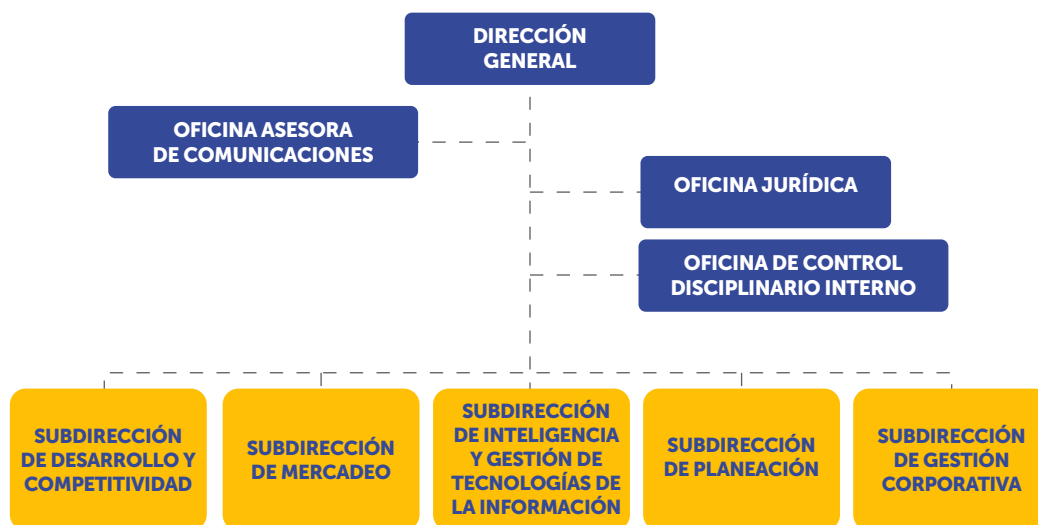 DIRECCIÓN
GENERAL
OFICINA ASESORA
DE COMUNICACIONES
OFICINA JURÍDICA
OFICINA DE CONTROL
DISCIPLINARIO INTERNO
SUBDIRECCIÓN
DE DESARROLLO Y
COMPETITIVIDAD
SUBDIRECCIÓN
DE MERCADEO
SUBDIRECCIÓN
DE INTELIGENCIA
Y GESTIÓN DE
TECNOLOGÍAS DE
LA INFORMACIÓN
SUBDIRECCIÓN
DE PLANEACIÓN
SUBDIRECCIÓN
DE GESTIÓN
CORPORATIVA